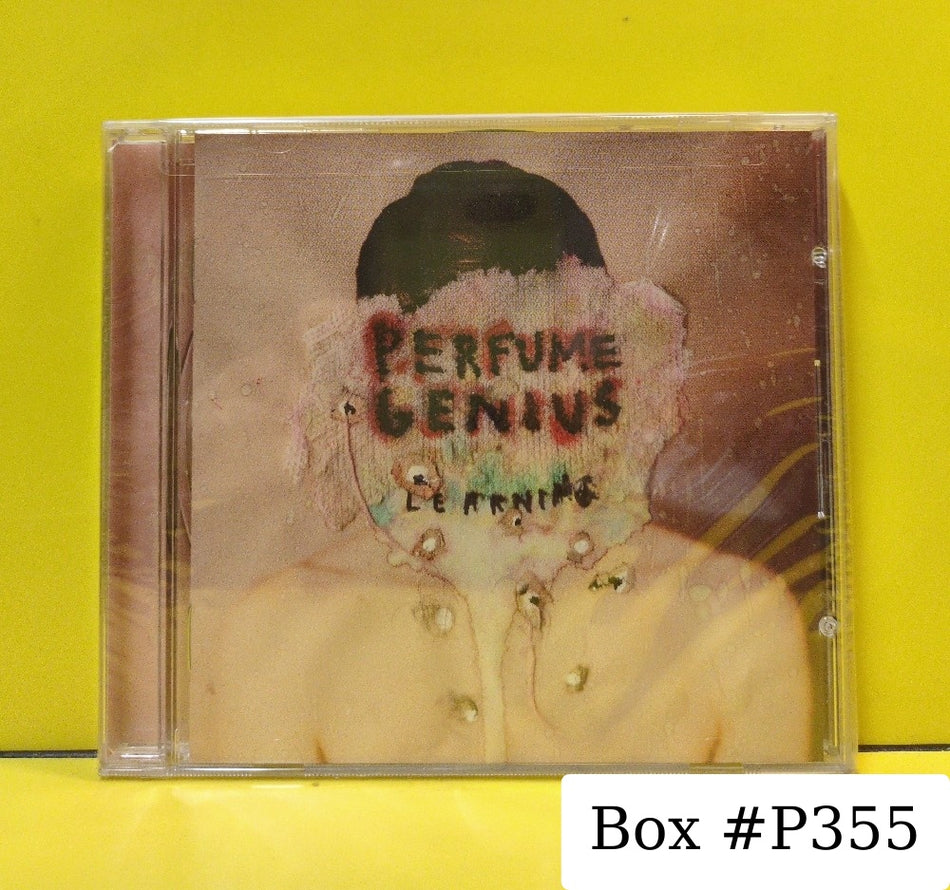 PERFUME
GENIUS
LEARNING
Box #P355